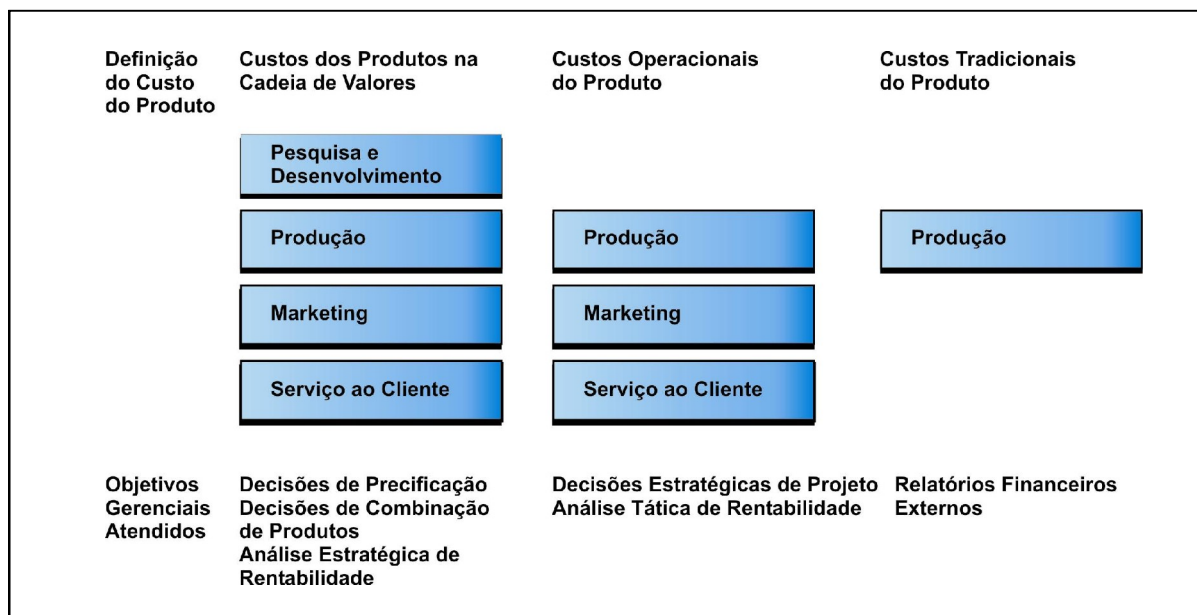 Definição
do Custo
do Produto
Custos dos Produtos na
Cadeia de Valores
Custos Operacionais
do Produto
Custos Tradicionais
do Produto
Pesquisa e
Desenvolvimento
Produção
Produção
Produção
Marketing
Marketing
Serviço ao Cliente
Serviço ao Cliente
Objetivos
Gerenciais
Atendidos
Decisões de Precificação
Decisões de Combinação
de Produtos
Análise Estratégica de
Rentabilidade
Decisões Estratégicas de Projeto
Análise Tática de Rentabilidade
Relatórios Financeiros
Externos